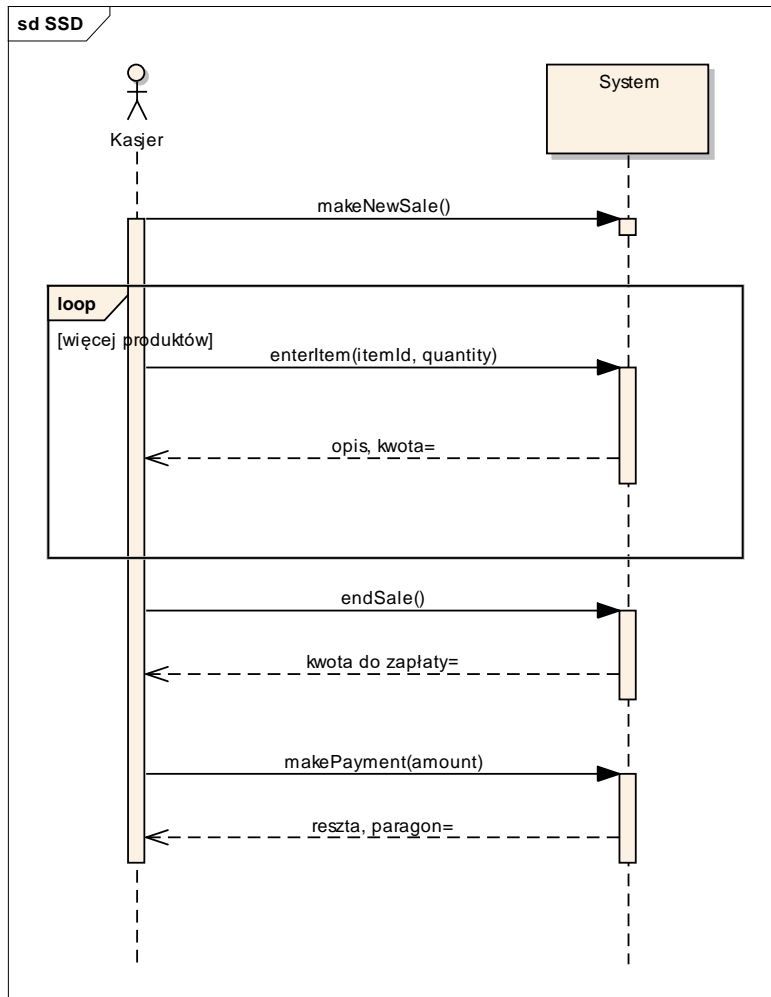 sd SSD
Kasjer
System
makeNewSale()
loop
[więcej produktów]
enterItem(itemId, quantity)
opis, kwota=
endSale()
kwota do zapłaty=
makePayment(amount)
reszta, paragon=